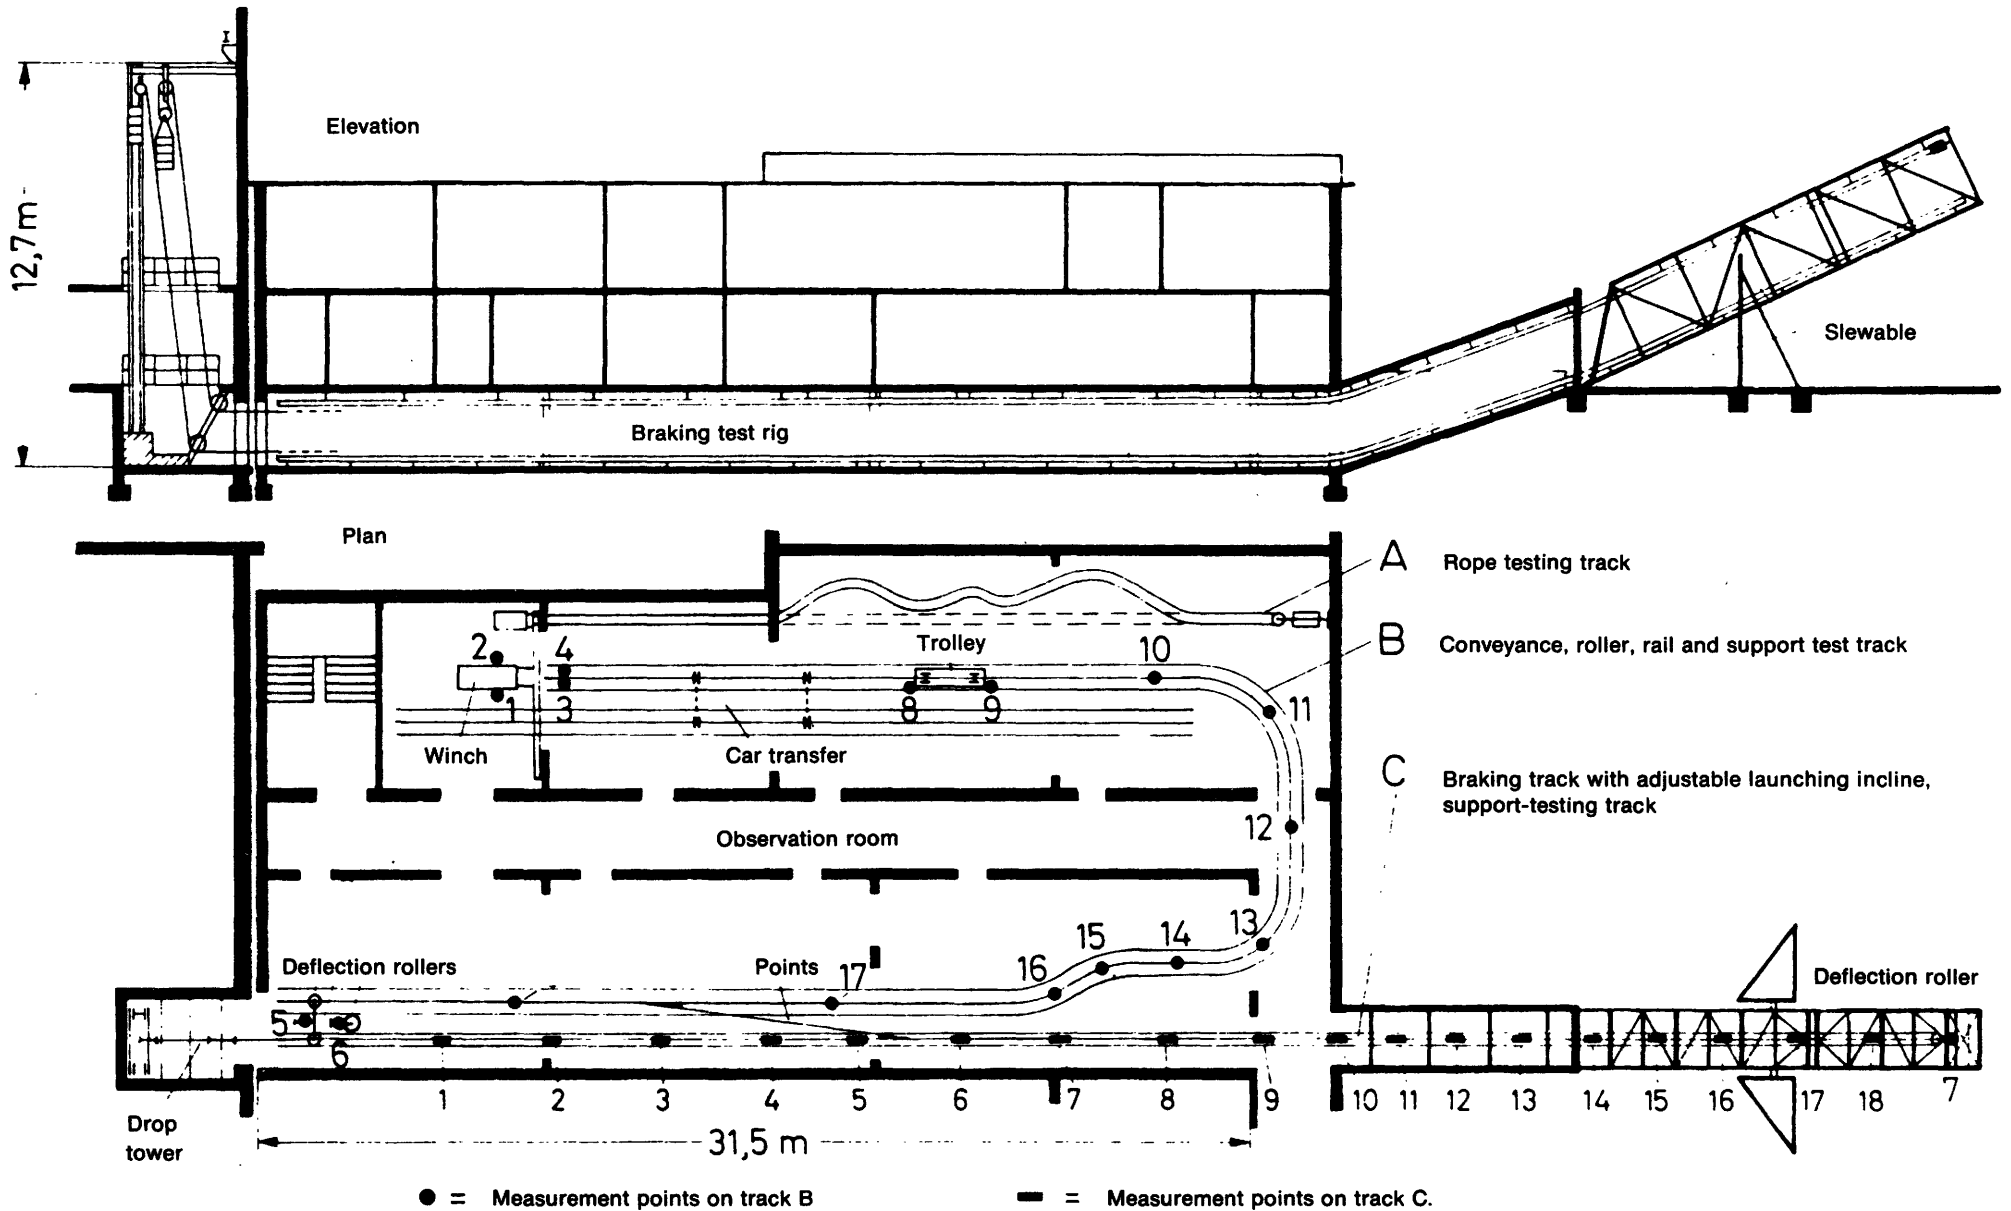 Elevation
12,7m
Braking test rig
Slewable
Plan
A Rope testing track
B Conveyance, roller, rail and support test track
C Braking track with adjustable launching incline,
support-testing track
2
4
Trolley
10
1
3
8
9
11
Winch
Car transfer
12
Observation room
13
14
15
16
17
Deflection rollers
Points
5
6
Deflection roller
Drop
tower
1 2 3 4 5 6 7 8 9 10 11 12 13 14 15 16 17 18 7
31,5 m
= Measurement points on track B
= Measurement points on track C.